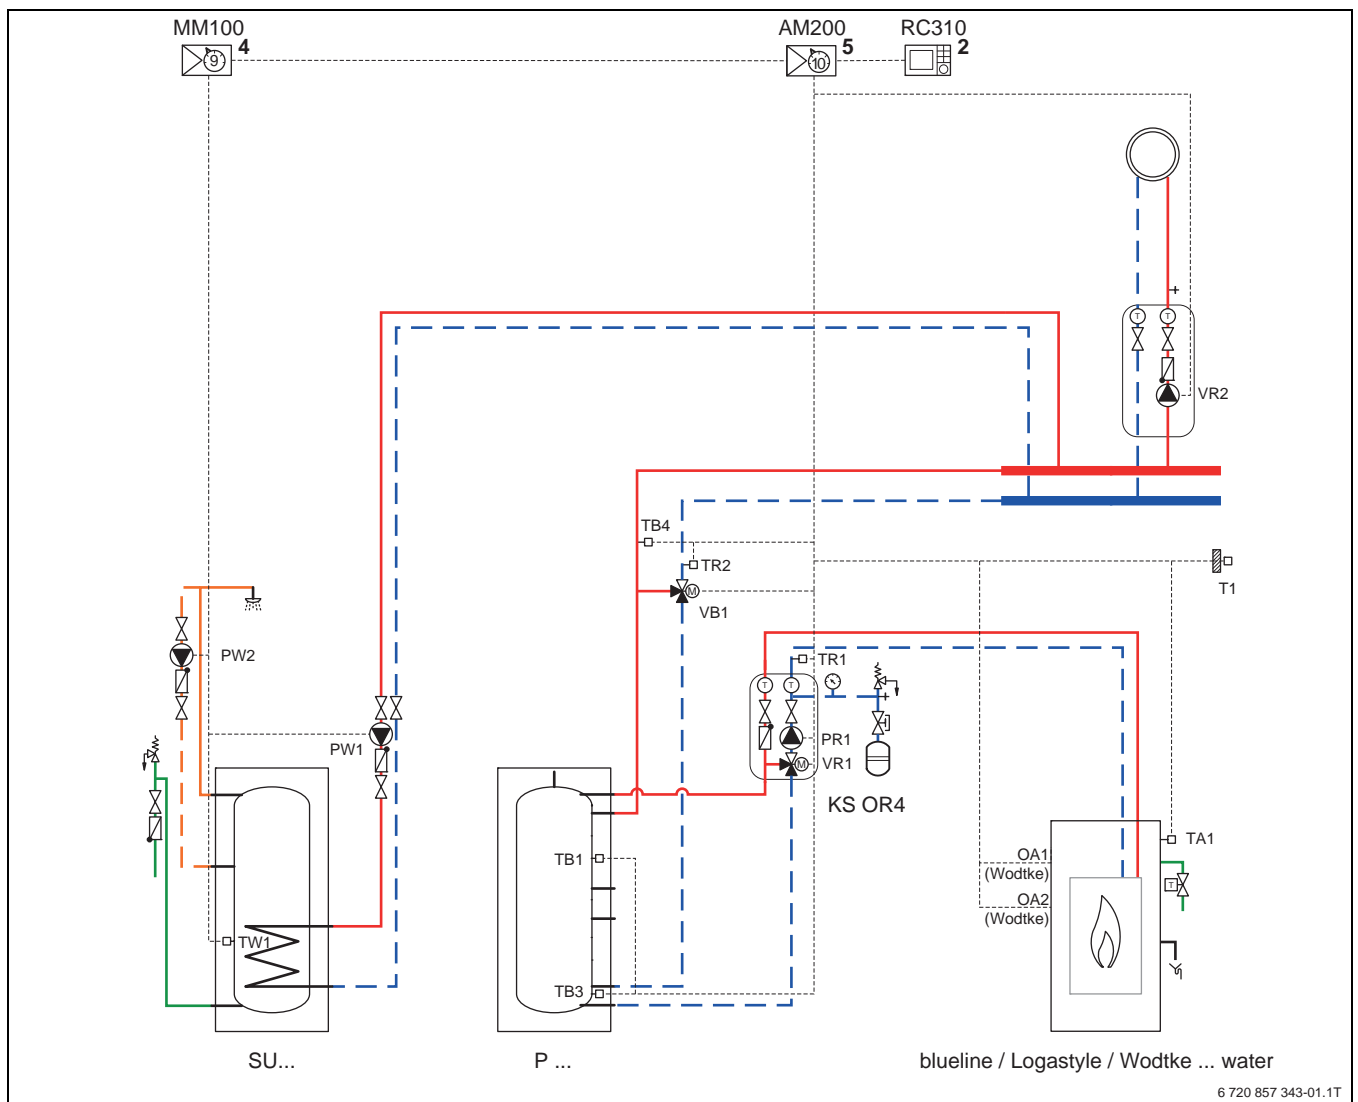 MM100
4
9
AM200
5
10
RC310
2
T
T
VR2
TB4
TR2
M
VB1
T1
PW2
TR1
T
T
PW1
PR1
M
VR1
KS OR4
TB1
OA1
(Wodtke)
TA1
T
OA2
(Wodtke)
TW1
TB3
SU...
P ...
blueline / Logastyle / Wodtke ... water
6 720 857 343-01.1T